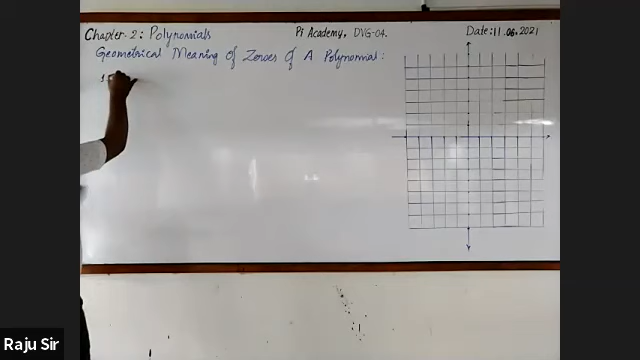 Chapter-2: Polynomials
Pi Academy, DVG-04.
Date: 11.06.2021
Geometrical Meaning Of Zeroes Of A Polynomial:
Raju Sir